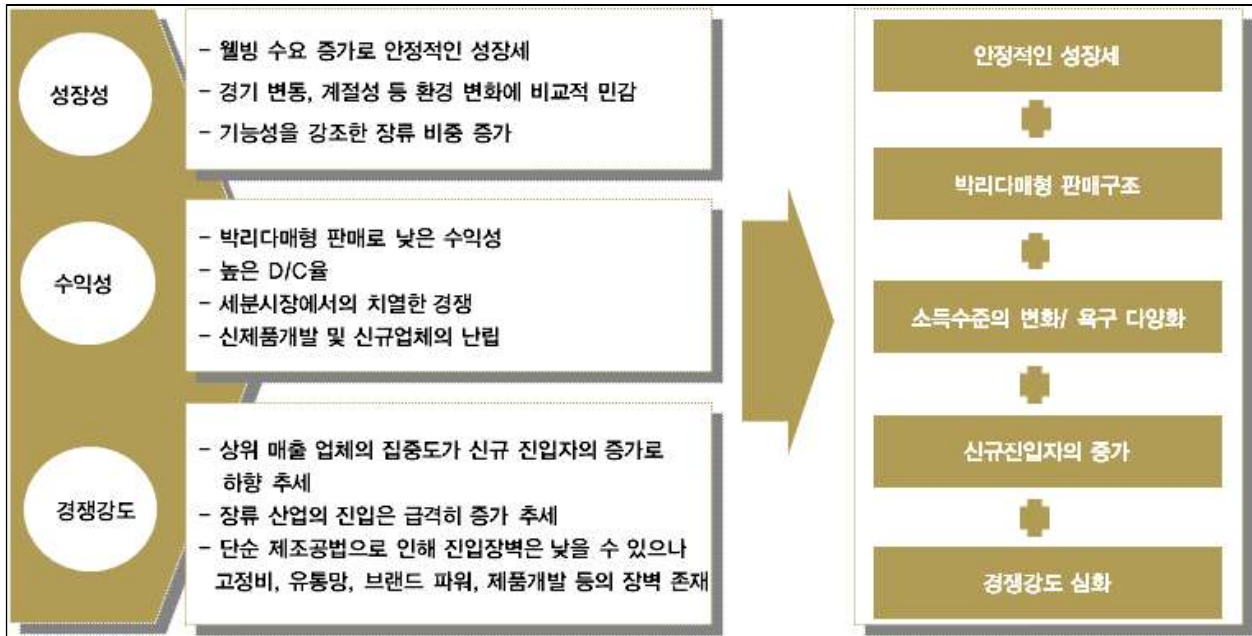 성장성
- 웰빙 수요 증가로 안정적인 성장세
- 경기 변동, 계절성 등 환경 변화에 비교적 민감
- 기능성을 강조한 장류 비중 증가
수익성
- 박리다매형 판매로 낮은 수익성
- 높은 D/C율
- 세분시장에서의 치열한 경쟁
- 신제품개발 및 신규업체의 난립
경쟁강도
- 상위 매출 업체의 집중도가 신규 진입자의 증가로
하향 추세
- 장류 산업의 진입은 급격히 증가 추세
- 단순 제조공법으로 인해 진입장벽은 낮을 수 있으나
고정비, 유통망, 브랜드 파워, 제품개발 등의 장벽 존재
안정적인 성장세
박리다매형 판매구조
소득수준의 변화/ 욕구 다양화
신규진입자의 증가
경쟁강도 심화